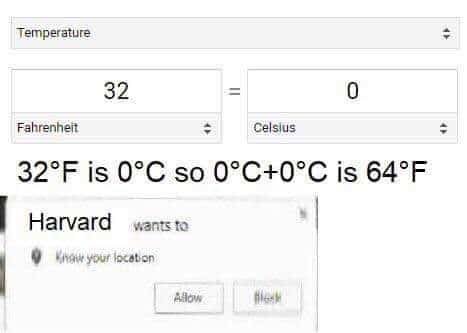 Temperature
32 = 0
Fahrenheit Celsius
32°F is 0°C so 0°C+0°C is 64°F
Harvard wants to
Know your location
Allow Block